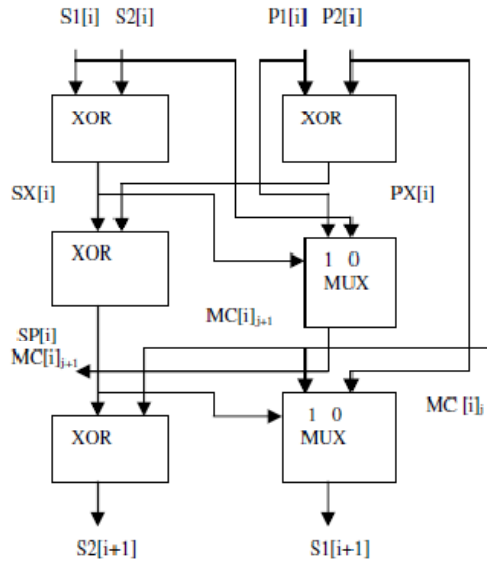 S1[i] S2[i] P1[i] P2[i]
XOR XOR
SX[i] PX[i]
XOR 1 0
MUX
MC[i]j+1
SP[i]
MC[i]j+1
XOR 1 0
MUX
MC [i]j
S2[i+1] S1[i+1]